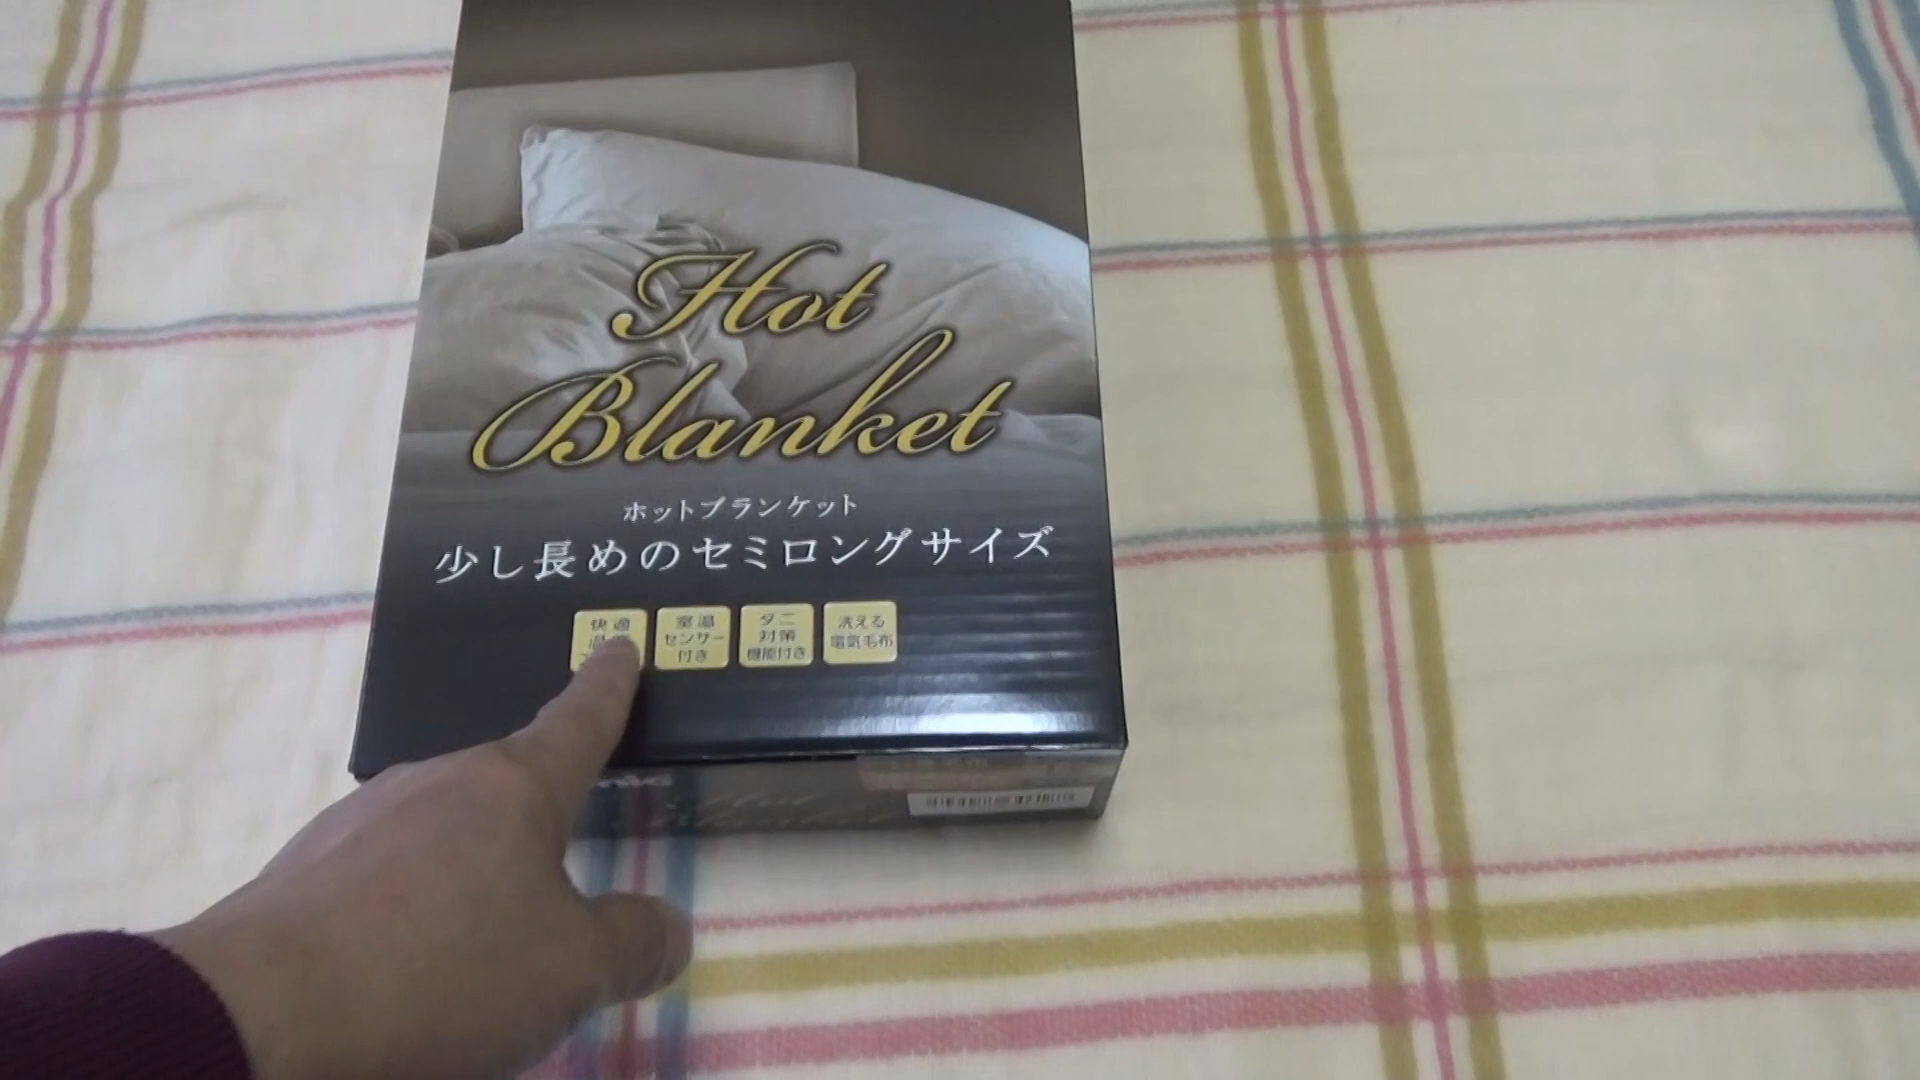 Hot
Blanket
ホットブランケット
少し長めのセミロングサイズ
快適
室温
センサー
付き
ダニ
対策
機能付き
洗える
電気毛布